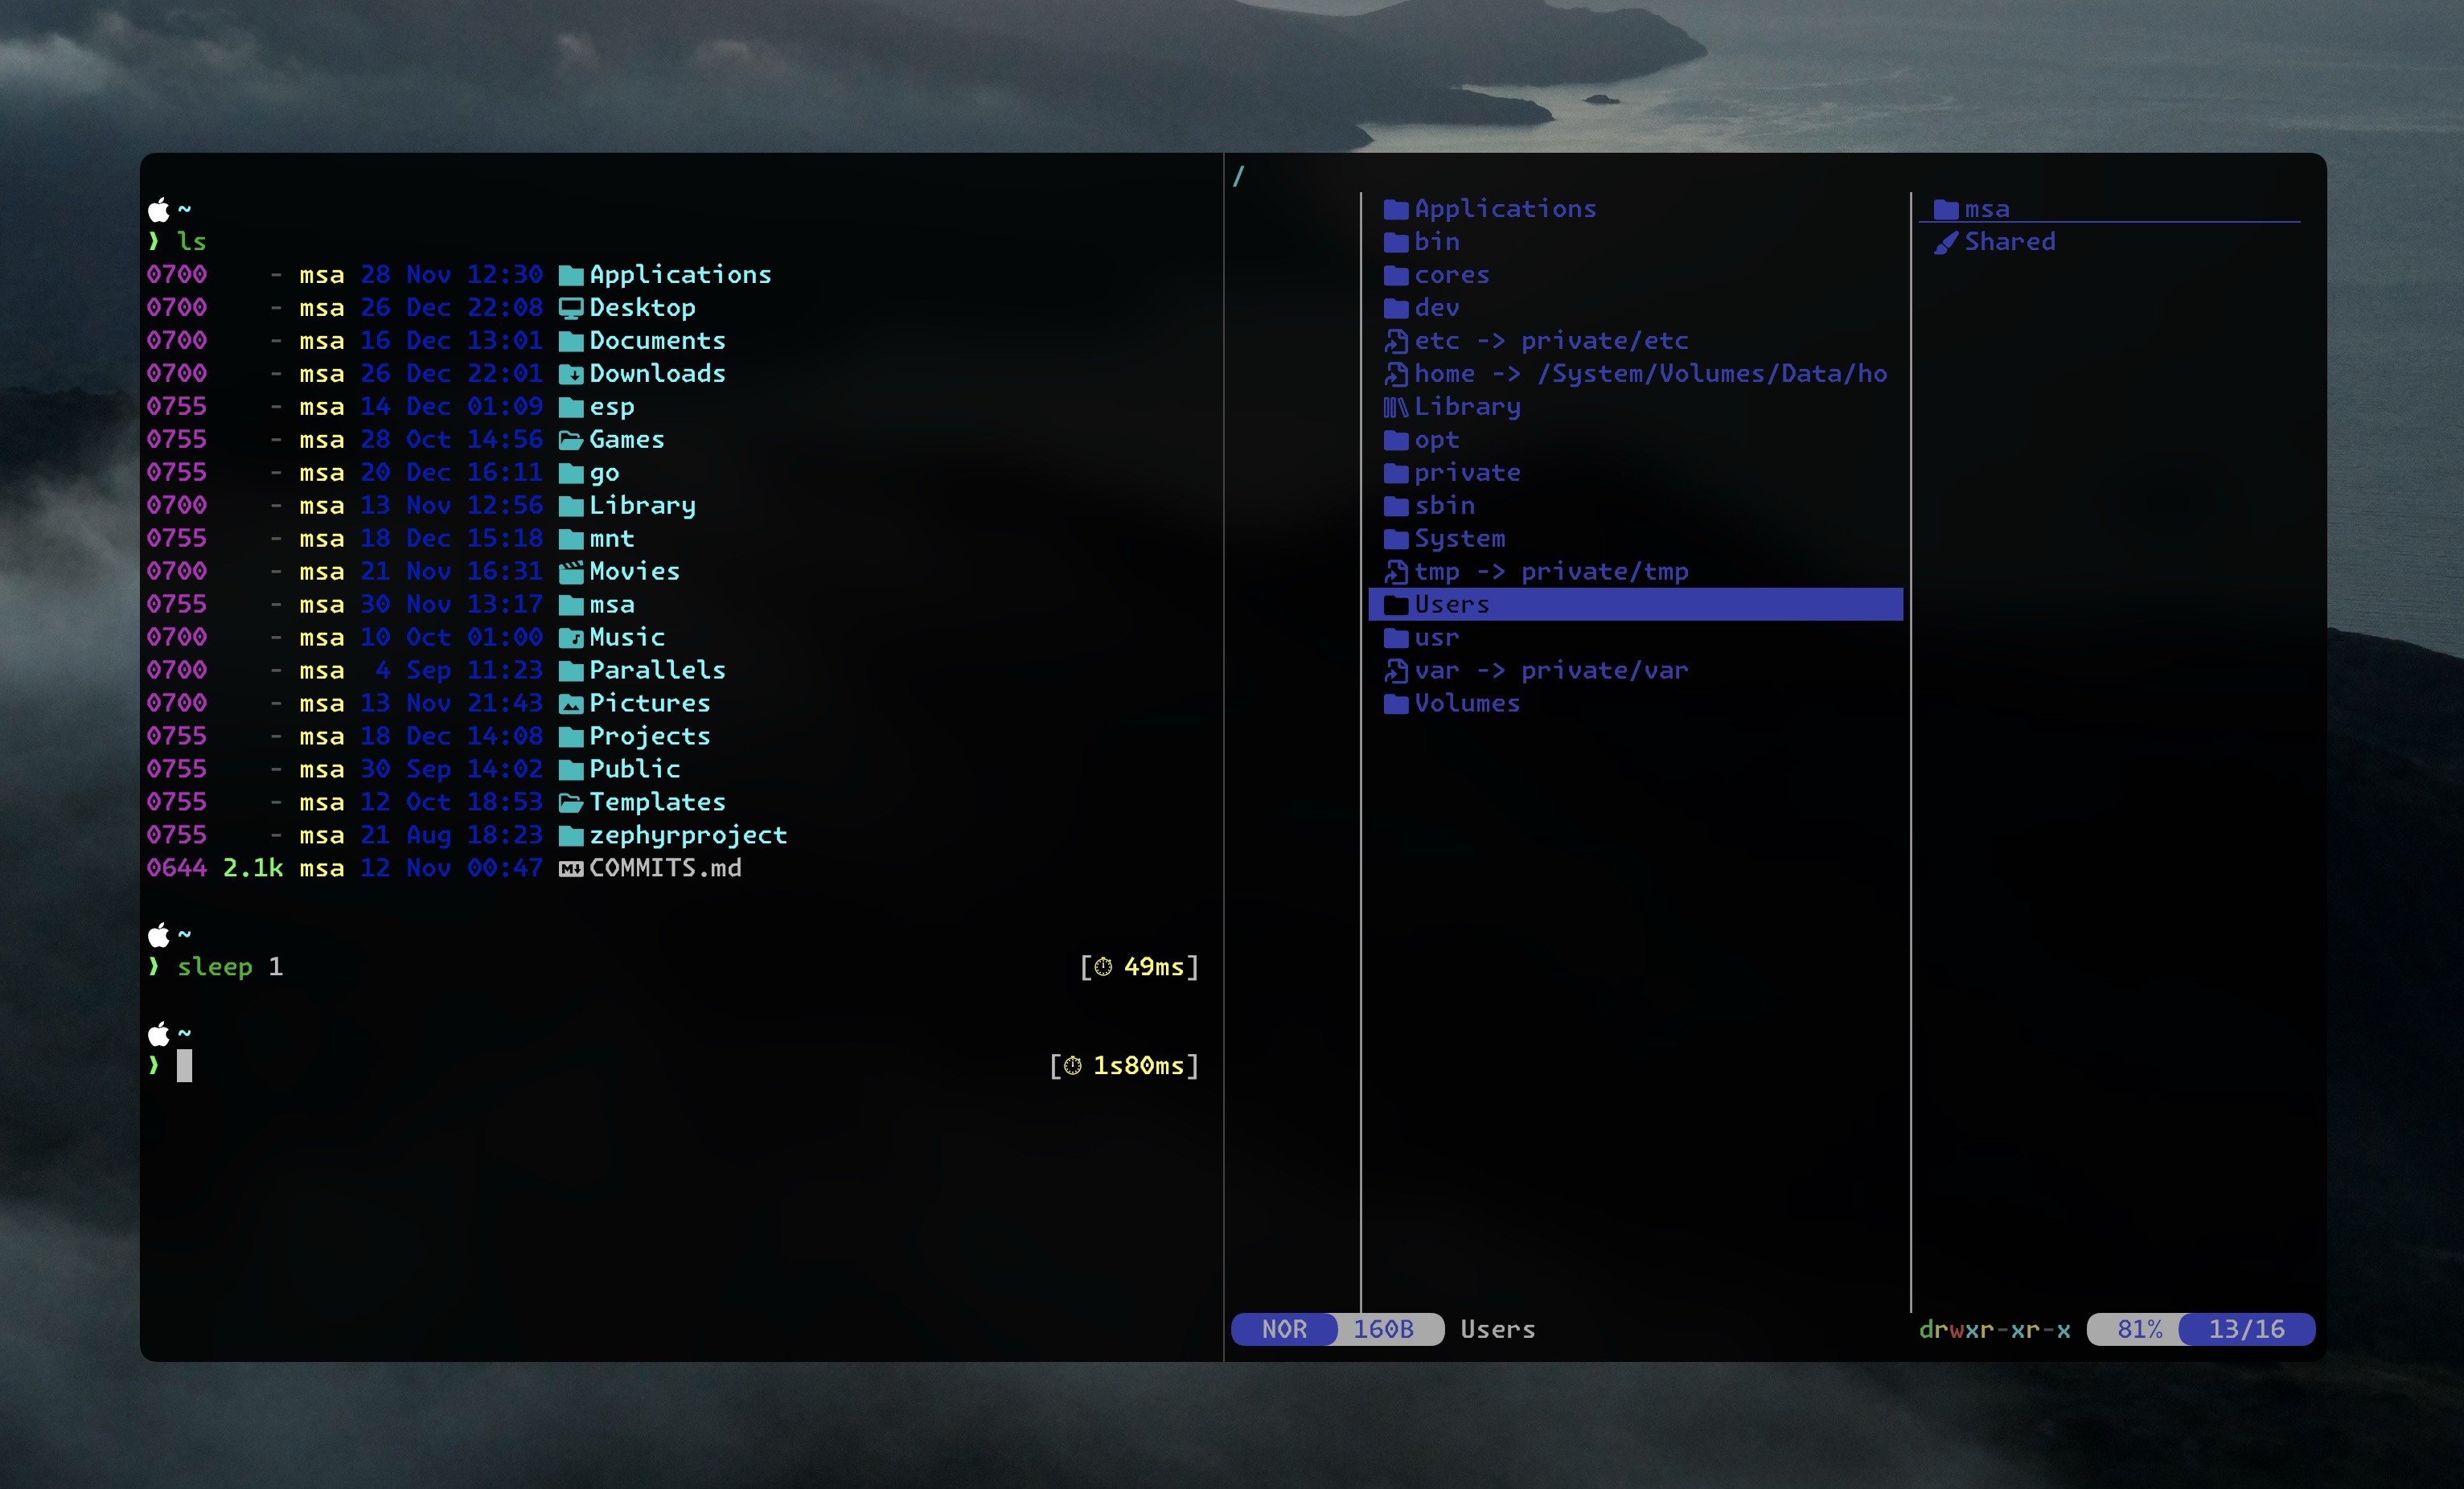 ~
❯ ls
0700    - msa 28 Nov 12:30 Applications
0700    - msa 26 Dec 22:08 Desktop
0700    - msa 16 Dec 13:01 Documents
0700    - msa 26 Dec 22:01 Downloads
0755    - msa 14 Dec 01:09 esp
0755    - msa 28 Oct 14:56 Games
0755    - msa 20 Dec 16:11 go
0700    - msa 13 Nov 12:56 Library
0755    - msa 18 Dec 15:18 mnt
0700    - msa 21 Nov 16:31 Movies
0755    - msa 30 Nov 13:17 msa
0700    - msa 10 Oct 01:00 Music
0700    - msa  4 Sep 11:23 Parallels
0700    - msa 13 Nov 21:43 Pictures
0755    - msa 18 Dec 14:08 Projects
0755    - msa 30 Sep 14:02 Public
0755    - msa 12 Oct 18:53 Templates
0755    - msa 21 Aug 18:23 zephyrproject
0644 2.1k msa 12 Nov 00:47 COMMITS.md
~
❯ sleep 1 [⏱ 49ms]
~
❯ [⏱ 1s80ms]
/
Applications
bin
cores
dev
etc -> private/etc
home -> /System/Volumes/Data/ho
Library
opt
private
sbin
System
tmp -> private/tmp
Users
usr
var -> private/var
Volumes
msa
Shared
NOR 160B Users drwxr-xr-x 81% 13/16